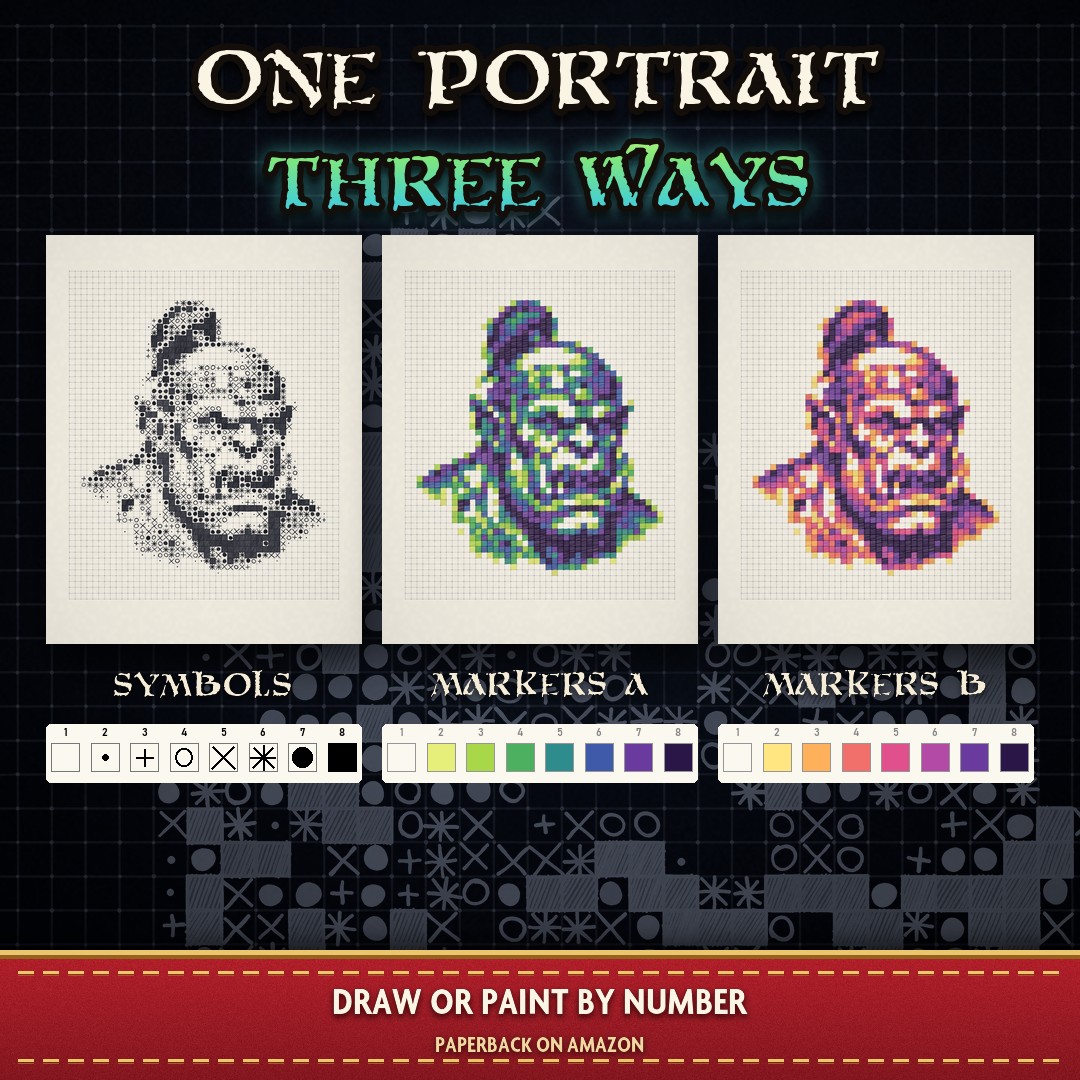 ONE PORTRAIT
THREE WAYS
SYMBOLS
MARKERS A
MARKERS B
1 2 3 4 5 6 7 8
1 2 3 4 5 6 7 8
1 2 3 4 5 6 7 8
DRAW OR PAINT BY NUMBER
PAPERBACK ON AMAZON